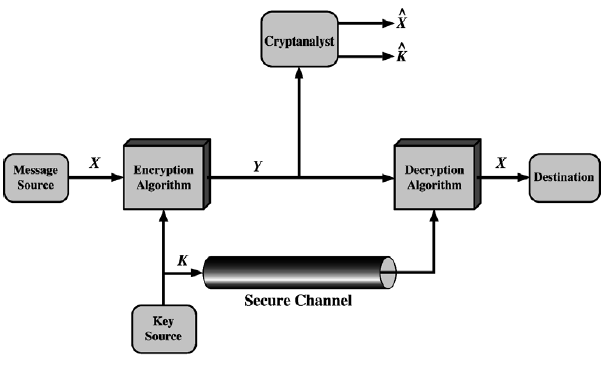 Cryptanalyst
X̂
K̂
Message
Source
X
Encryption
Algorithm
Y
Decryption
Algorithm
X
Destination
K
Secure Channel
Key
Source